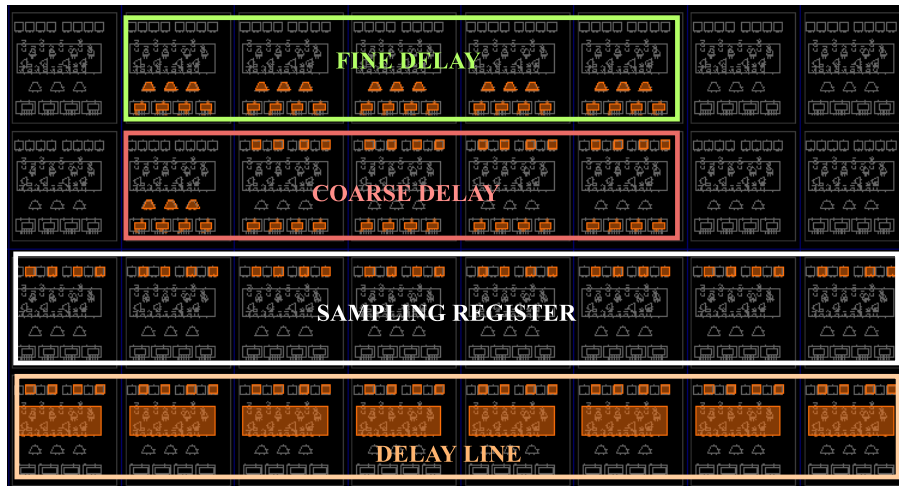 FINE DELAY
COARSE DELAY
SAMPLING REGISTER
DELAY LINE